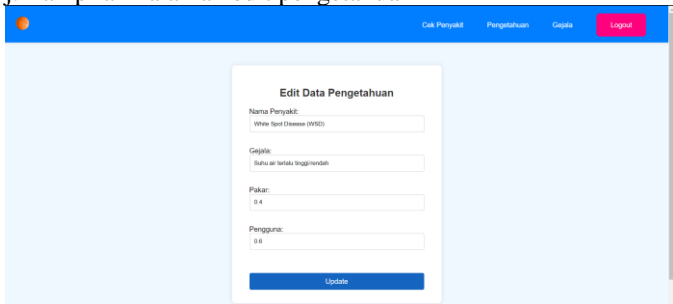 Cek Penyakit Pengetahuan Gejala Logout
Edit Data Pengetahuan
Nama Penyakit:
White Spot Disease (WSD)
Gejala:
Suhu air terlalu tinggi/rendah
Pakar:
0.4
Pengguna:
0.6
Update